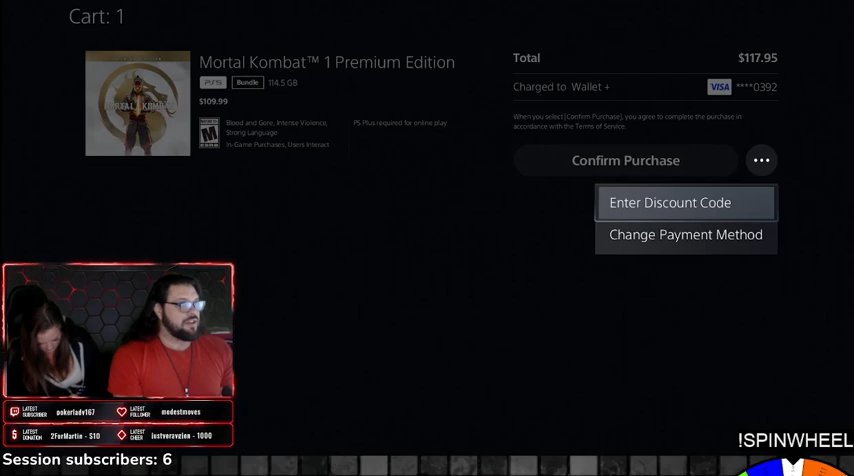 Cart: 1
Mortal Kombat™ 1 Premium Edition
PS5 Bundle 114.5 GB
$109.99
MORTAL KOMBAT
M
Blood and Gore, Intense Violence,
Strong Language
In-Game Purchases, Users Interact
PS Plus required for online play
Total $117.95
Charged to Wallet + VISA ****0392
When you select [Confirm Purchase], you agree to complete the purchase in
accordance with the Terms of Service.
Confirm Purchase
Enter Discount Code
Change Payment Method
LATEST
SUBSCRIBER
pokerlady167
LATEST
FOLLOWER
modestmoves
LATEST
DONATION
2FerMartin - $10
LATEST
CHEER
- 1000
Session subscribers: 6
!SPINWHEEL